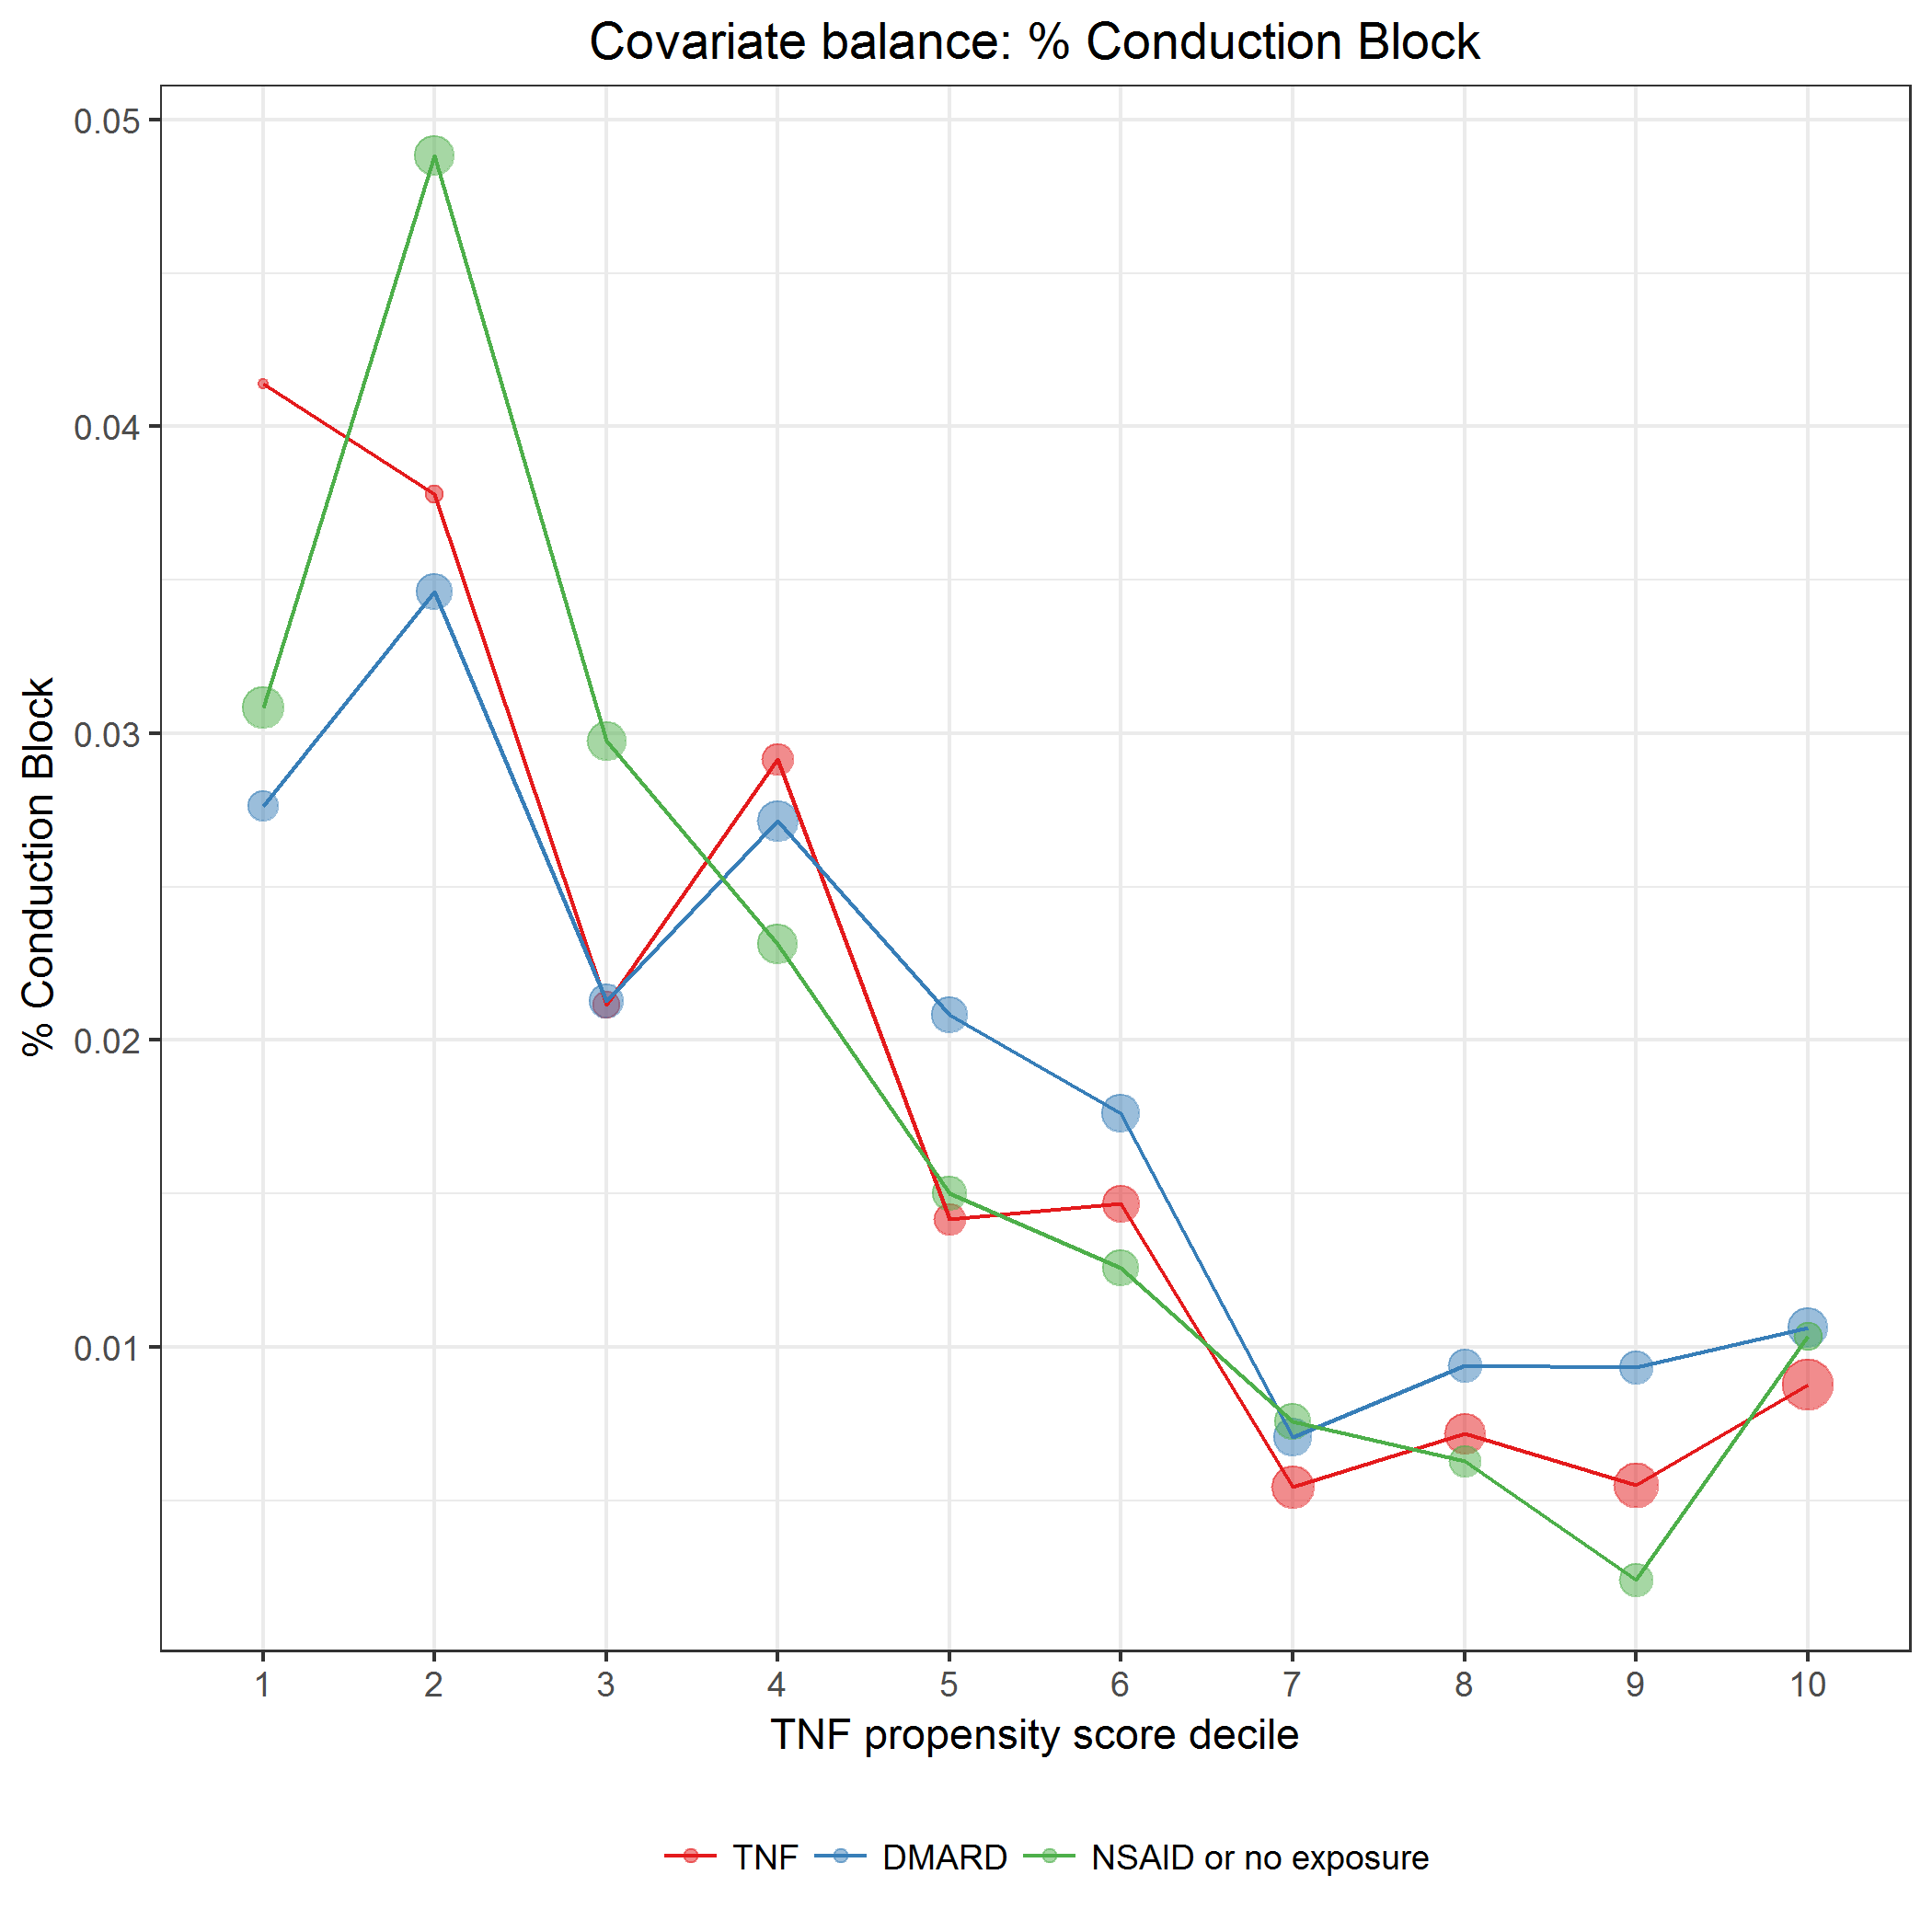 Covariate balance: % Conduction Block
0.05
0.04
0.03
0.02
0.01
% Conduction Block
1 2 3 4 5 6 7 8 9 10
TNF propensity score decile
TNF DMARD NSAID or no exposure